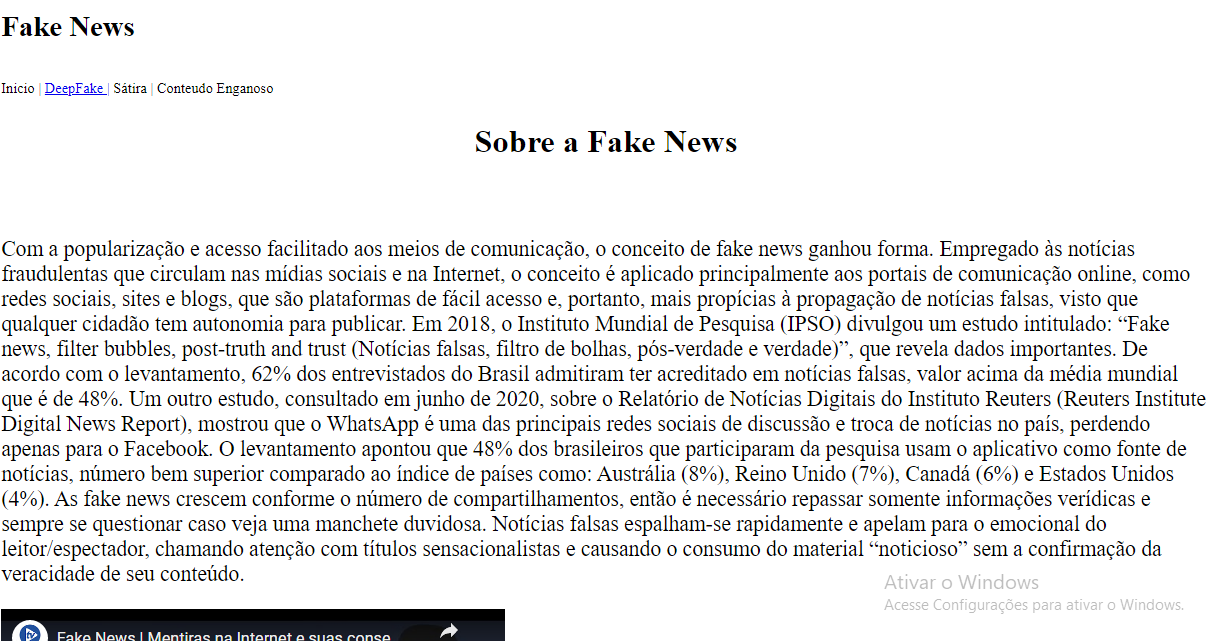 Fake News
Inicio | DeepFake | Sátira | Conteudo Enganoso
Sobre a Fake News
Com a popularização e acesso facilitado aos meios de comunicação, o conceito de fake news ganhou forma. Empregado às notícias
fraudulentas que circulam nas mídias sociais e na Internet, o conceito é aplicado principalmente aos portais de comunicação online, como
redes sociais, sites e blogs, que são plataformas de fácil acesso e, portanto, mais propícias à propagação de notícias falsas, visto que
qualquer cidadão tem autonomia para publicar. Em 2018, o Instituto Mundial de Pesquisa (IPSO) divulgou um estudo intitulado: “Fake
news, filter bubbles, post-truth and trust (Notícias falsas, filtro de bolhas, pós-verdade e verdade)”, que revela dados importantes. De
acordo com o levantamento, 62% dos entrevistados do Brasil admitiram ter acreditado em notícias falsas, valor acima da média mundial
que é de 48%. Um outro estudo, consultado em junho de 2020, sobre o Relatório de Notícias Digitais do Instituto Reuters (Reuters Institute
Digital News Report), mostrou que o WhatsApp é uma das principais redes sociais de discussão e troca de notícias no país, perdendo
apenas para o Facebook. O levantamento apontou que 48% dos brasileiros que participaram da pesquisa usam o aplicativo como fonte de
notícias, número bem superior comparado ao índice de países como: Austrália (8%), Reino Unido (7%), Canadá (6%) e Estados Unidos
(4%). As fake news crescem conforme o número de compartilhamentos, então é necessário repassar somente informações verídicas e
sempre se questionar caso veja uma manchete duvidosa. Notícias falsas espalham-se rapidamente e apelam para o emocional do
leitor/espectador, chamando atenção com títulos sensacionalistas e causando o consumo do material “noticioso” sem a confirmação da
veracidade de seu conteúdo.
Ativar o Windows
Acesse Configurações para ativar o Windows.
Fake News | Mentiras na Internet e suas conse